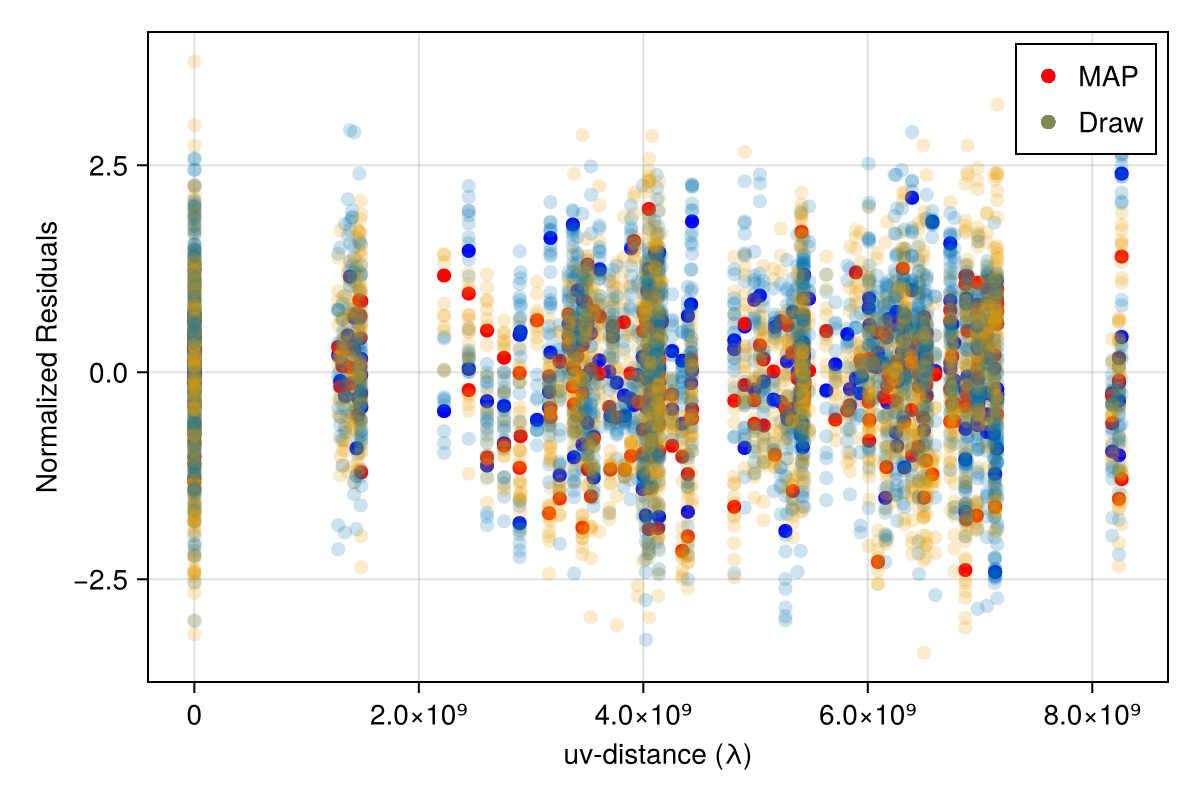 MAP
Draw
2.5
0.0
−2.5
Normalized Residuals
0
2.0×10⁹
4.0×10⁹
6.0×10⁹
8.0×10⁹
uv-distance (λ)